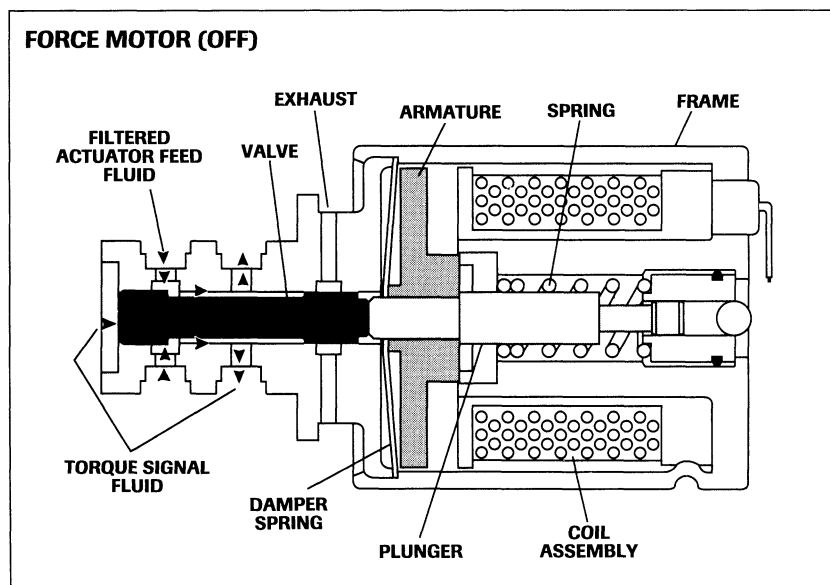 FORCE MOTOR (OFF)
FILTERED
ACTUATOR FEED
FLUID
VALVE
EXHAUST
ARMATURE
SPRING
FRAME
TORQUE SIGNAL
FLUID
DAMPER
SPRING
PLUNGER
COIL
ASSEMBLY